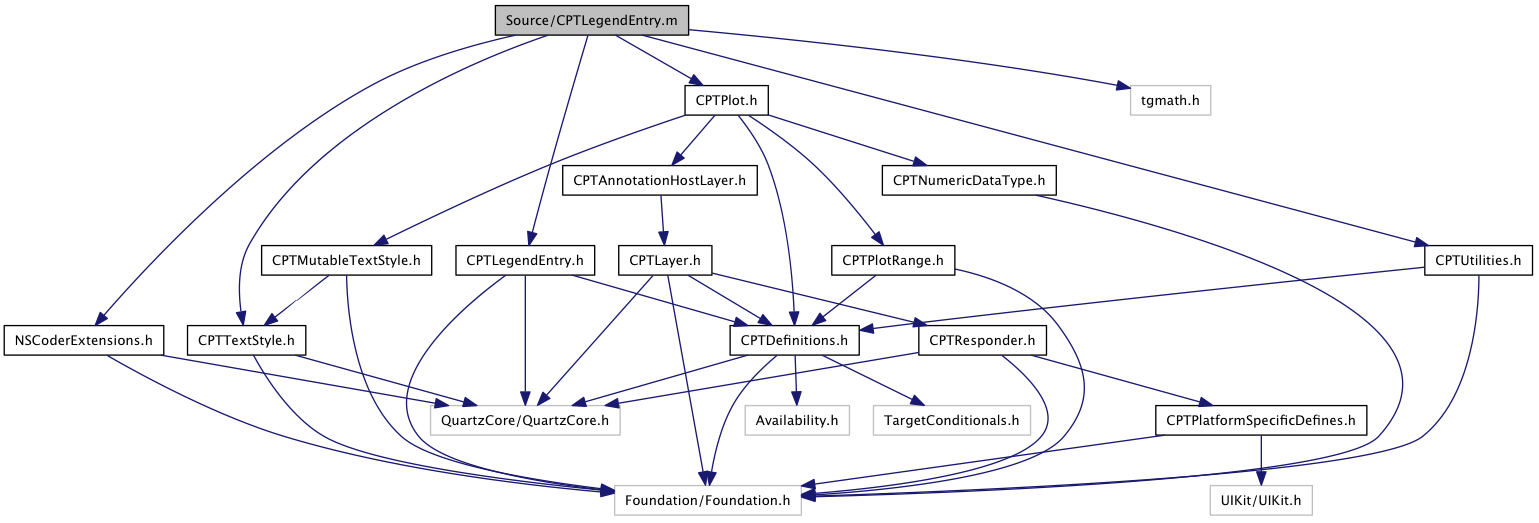 Source/CPTLegendEntry.m
CPTPlot.h
tgmath.h
CPTAnnotationHostLayer.h
CPTNumericDataType.h
CPTMutableTextStyle.h
CPTLegendEntry.h
CPTLayer.h
CPTPlotRange.h
CPTUtilities.h
NSCoderExtensions.h
CPTTextStyle.h
CPTDefinitions.h
CPTResponder.h
QuartzCore/QuartzCore.h
Availability.h
TargetConditionals.h
CPTPlatformSpecificDefines.h
Foundation/Foundation.h
UIKit/UIKit.h